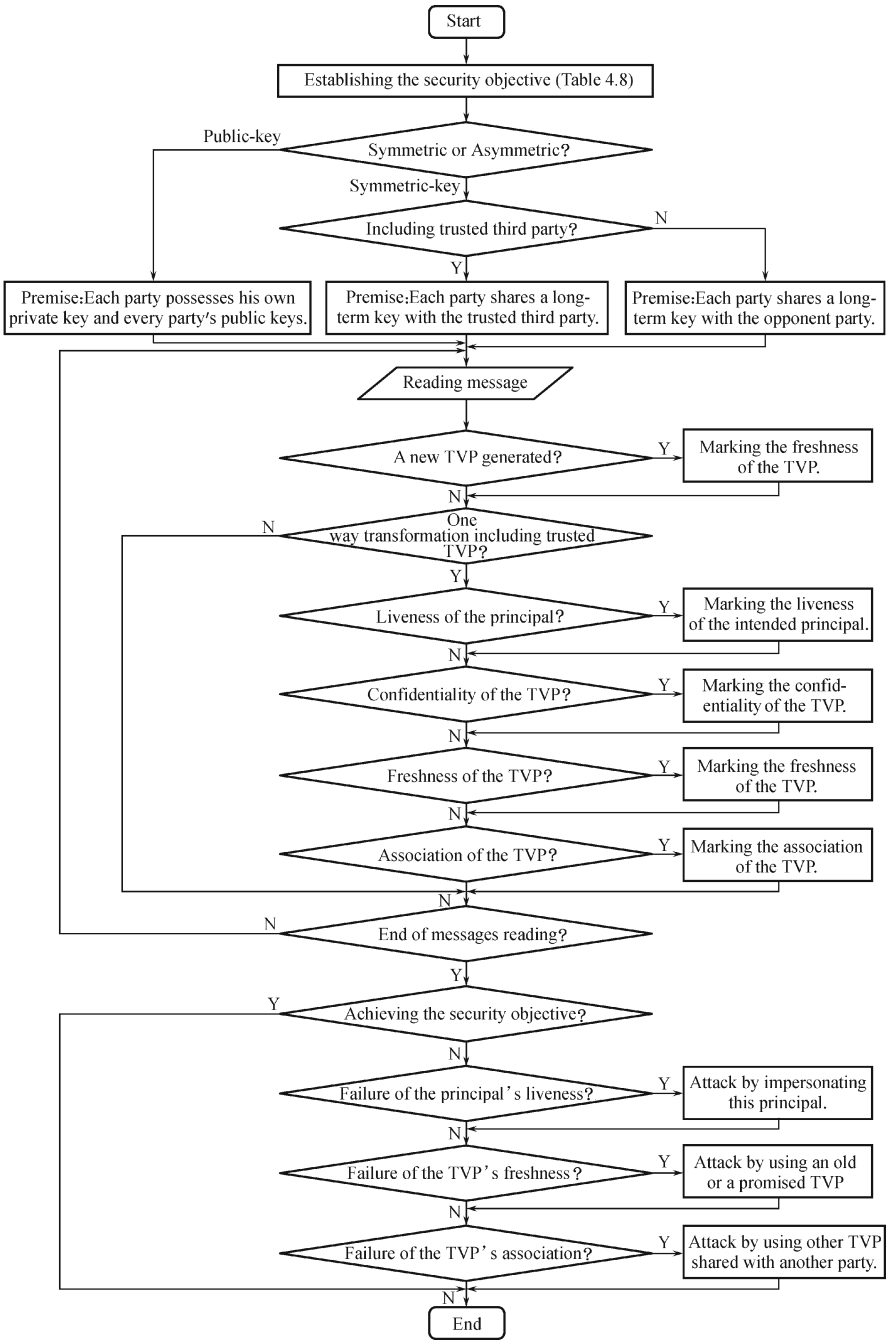 Start
Establishing the security objective (Table 4.8)
Public-key
Symmetric or Asymmetric?
Symmetric-key
Including trusted third party?
N
Y
Premise:Each party possesses his own
private key and every party's public keys.
Premise:Each party shares a long-
term key with the trusted third party.
Premise:Each party shares a long-
term key with the opponent party.
Reading message
A new TVP generated?
Y
Marking the freshness
of the TVP.
N
N
One
way transformation including trusted
TVP?
Y
Liveness of the principal?
Y
Marking the liveness
of the intended principal.
N
Confidentiality of the TVP?
Y
Marking the confid-
entiality of the TVP.
N
Freshness of the TVP?
Y
Marking the freshness
of the TVP.
N
Association of the TVP?
Y
Marking the association
of the TVP.
N
N
End of messages reading?
Y
Y
Achieving the security objective?
N
Failure of the principal's liveness?
Y
Attack by impersonating
this principal.
N
Failure of the TVP's freshness?
Y
Attack by using an old
or a promised TVP
N
Failure of the TVP's association?
Y
Attack by using other TVP
shared with another party.
N
End